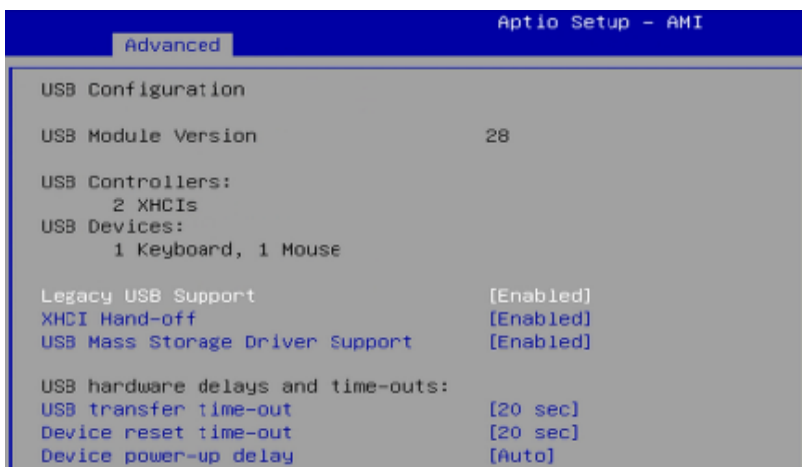 Aptio Setup – AMI
Advanced
USB Configuration
USB Module Version 28
USB Controllers:
2 XHCIs
USB Devices:
1 Keyboard, 1 Mouse
Legacy USB Support [Enabled]
XHCI Hand-off [Enabled]
USB Mass Storage Driver Support [Enabled]
USB hardware delays and time-outs:
USB transfer time-out [20 sec]
Device reset time-out [20 sec]
Device power-up delay [Auto]